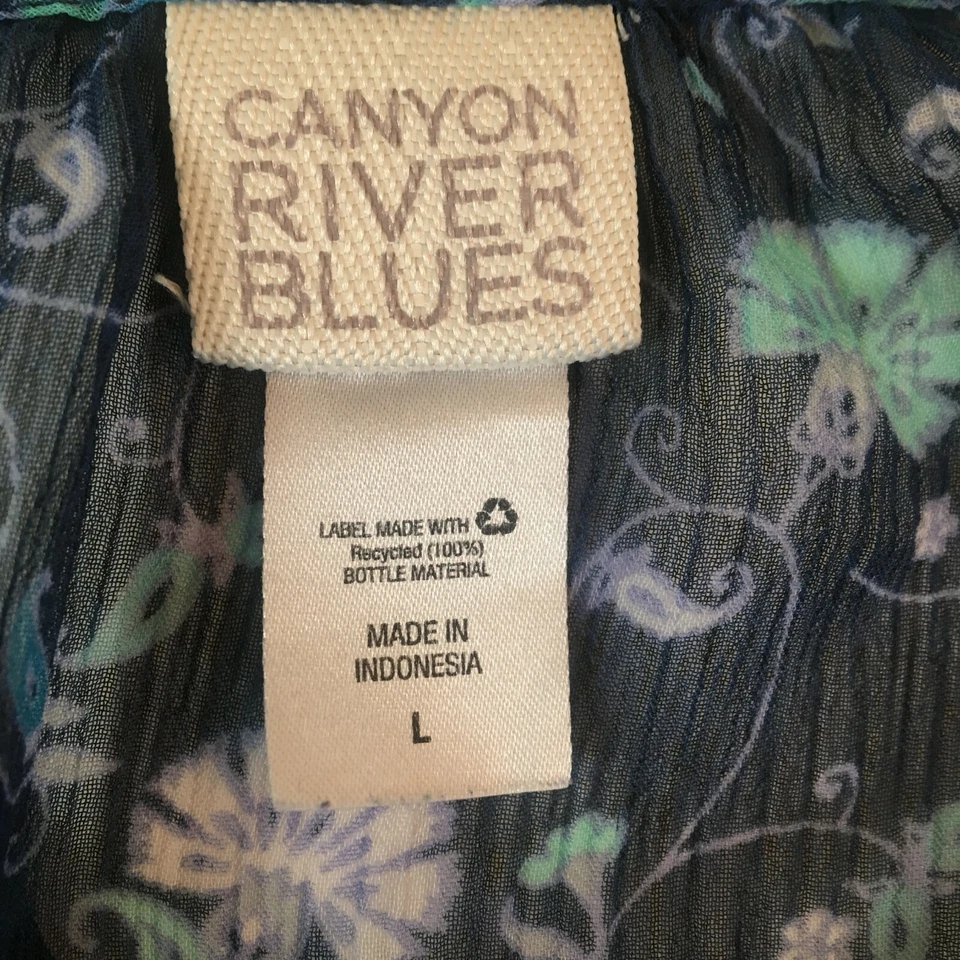 CANYON
RIVER
BLUES
LABEL MADE WITH
Recycled (100%)
BOTTLE MATERIAL
MADE IN
INDONESIA
L